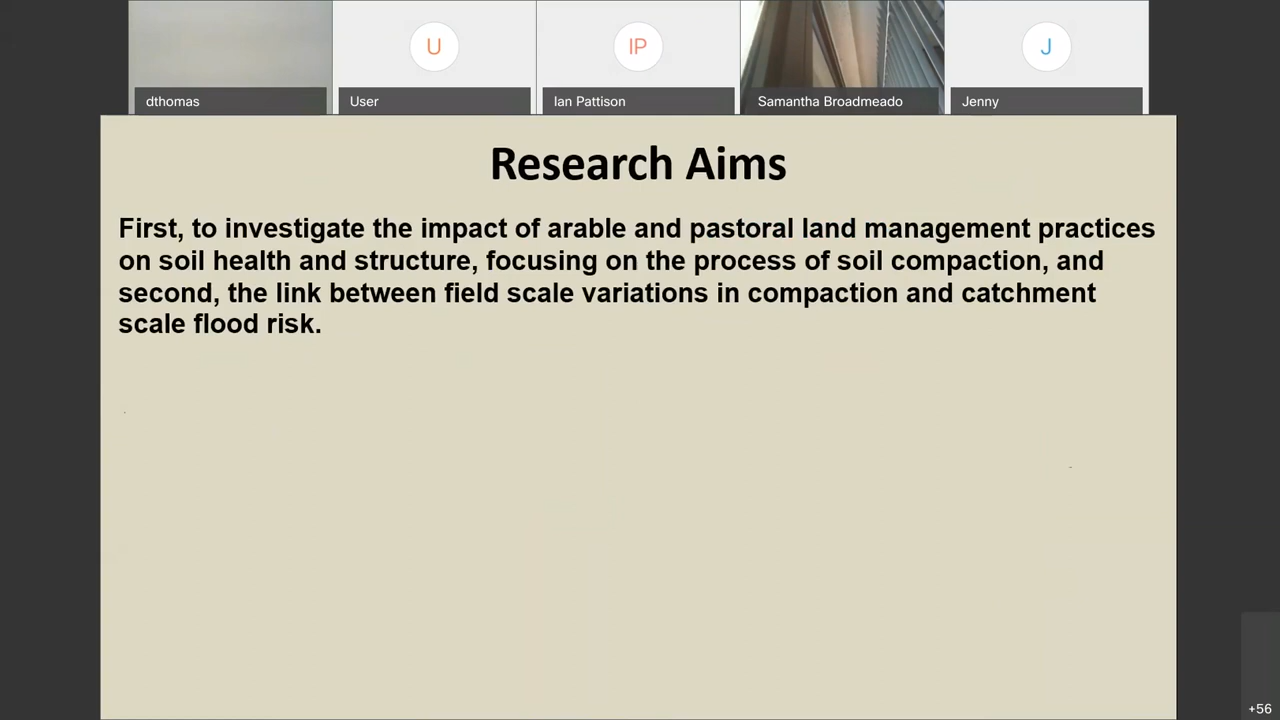 U
IP
J
dthomas
User
Ian Pattison
Samantha Broadmeado
Jenny
Research Aims
First, to investigate the impact of arable and pastoral land management practices
on soil health and structure, focusing on the process of soil compaction, and
second, the link between field scale variations in compaction and catchment
scale flood risk.
+56